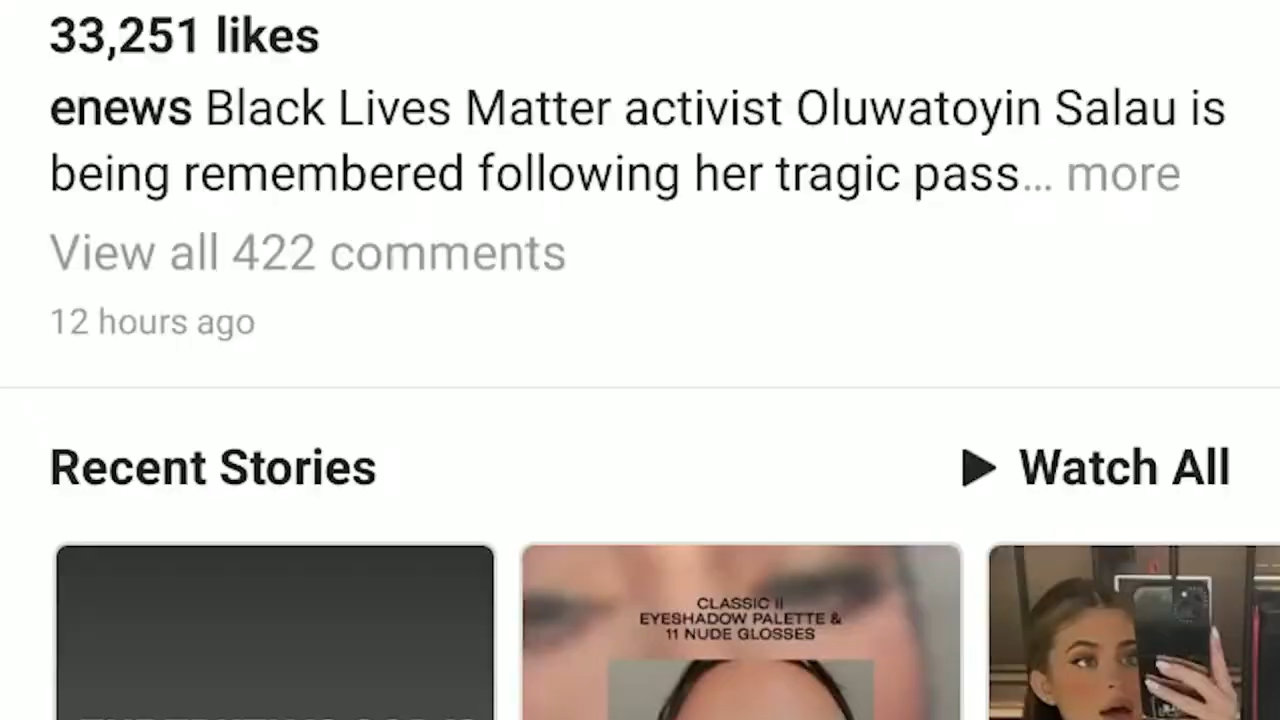 33,251 likes
enews Black Lives Matter activist Oluwatoyin Salau is
being remembered following her tragic pass... more
View all 422 comments
12 hours ago
Recent Stories
Watch All
CLASSIC II
EYESHADOW PALETTE &
11 NUDE GLOSSES